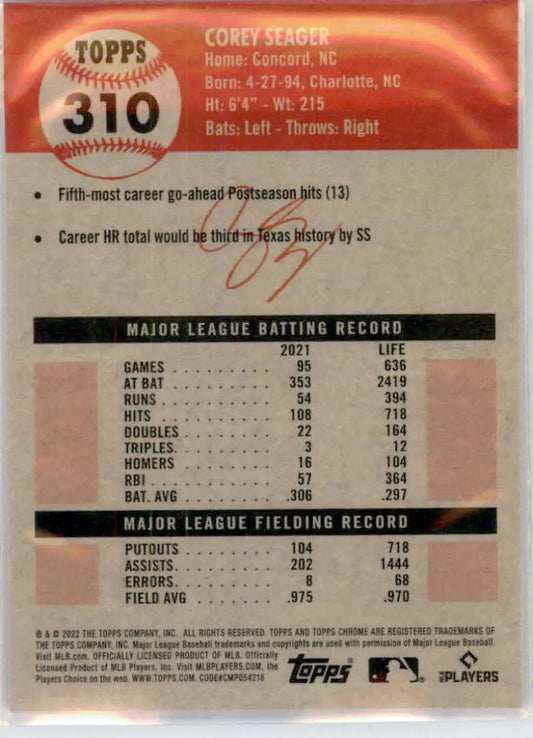 TOPPS
310
COREY SEAGER
Home: Concord, NC
Born: 4-27-94, Charlotte, NC
Ht: 6'4" - Wt: 215
Bats: Left - Throws: Right
• Fifth-most career go-ahead Postseason hits (13)
• Career HR total would be third in Texas history by SS
MAJOR LEAGUE BATTING RECORD
2021 LIFE
GAMES . . . . . . . . . 95 636
AT BAT . . . . . . . . . 353 2419
RUNS . . . . . . . . . 54 394
HITS . . . . . . . . . 108 718
DOUBLES . . . . . . . . 22 164
TRIPLES. . . . . . . . . 3 12
HOMERS . . . . . . . . 16 104
RBI . . . . . . . . . 57 364
BAT. AVG . . . . . . . . .306 .297
MAJOR LEAGUE FIELDING RECORD
PUTOUTS . . . . . . . . 104 718
ASSISTS. . . . . . . . . 202 1444
ERRORS. . . . . . . . . 8 68
FIELD AVG . . . . . . . .975 .970
® & © 2022 THE TOPPS COMPANY, INC. ALL RIGHTS RESERVED. TOPPS AND TOPPS CHROME ARE REGISTERED TRADEMARKS OF
THE TOPPS COMPANY, INC. Major League Baseball trademarks and copyrights are used with permission of Major League Baseball.
Visit MLB.com. OFFICIALLY LICENSED PRODUCT OF MLB. Officially
Licensed Product of MLB Players, Inc. Visit MLBPLAYERS.COM, the
Players Choice on the web. WWW.TOPPS.COM. CODE#CMP054216
topps
PLAYERS